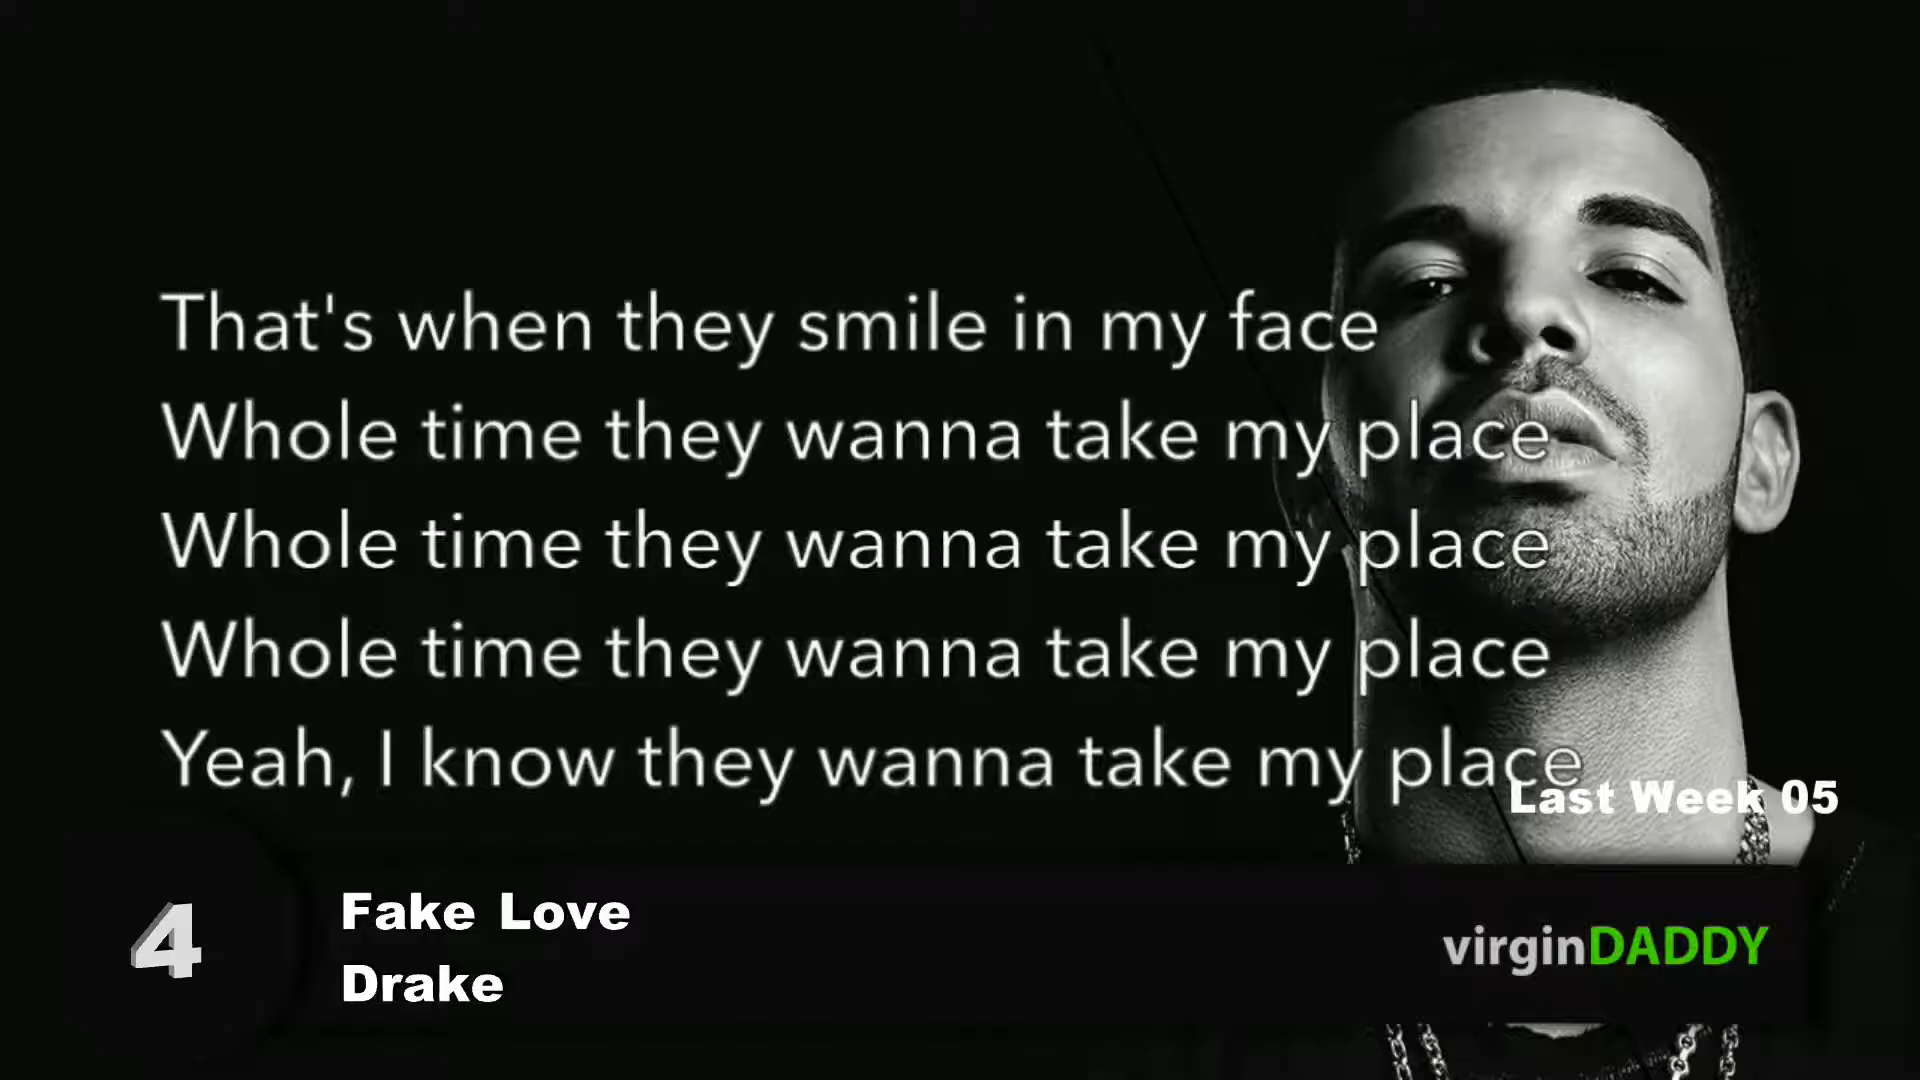 That's when they smile in my face
Whole time they wanna take my place
Whole time they wanna take my place
Whole time they wanna take my place
Yeah, I know they wanna take my place
Last Week 05
4
Fake Love
Drake
virginDADDY